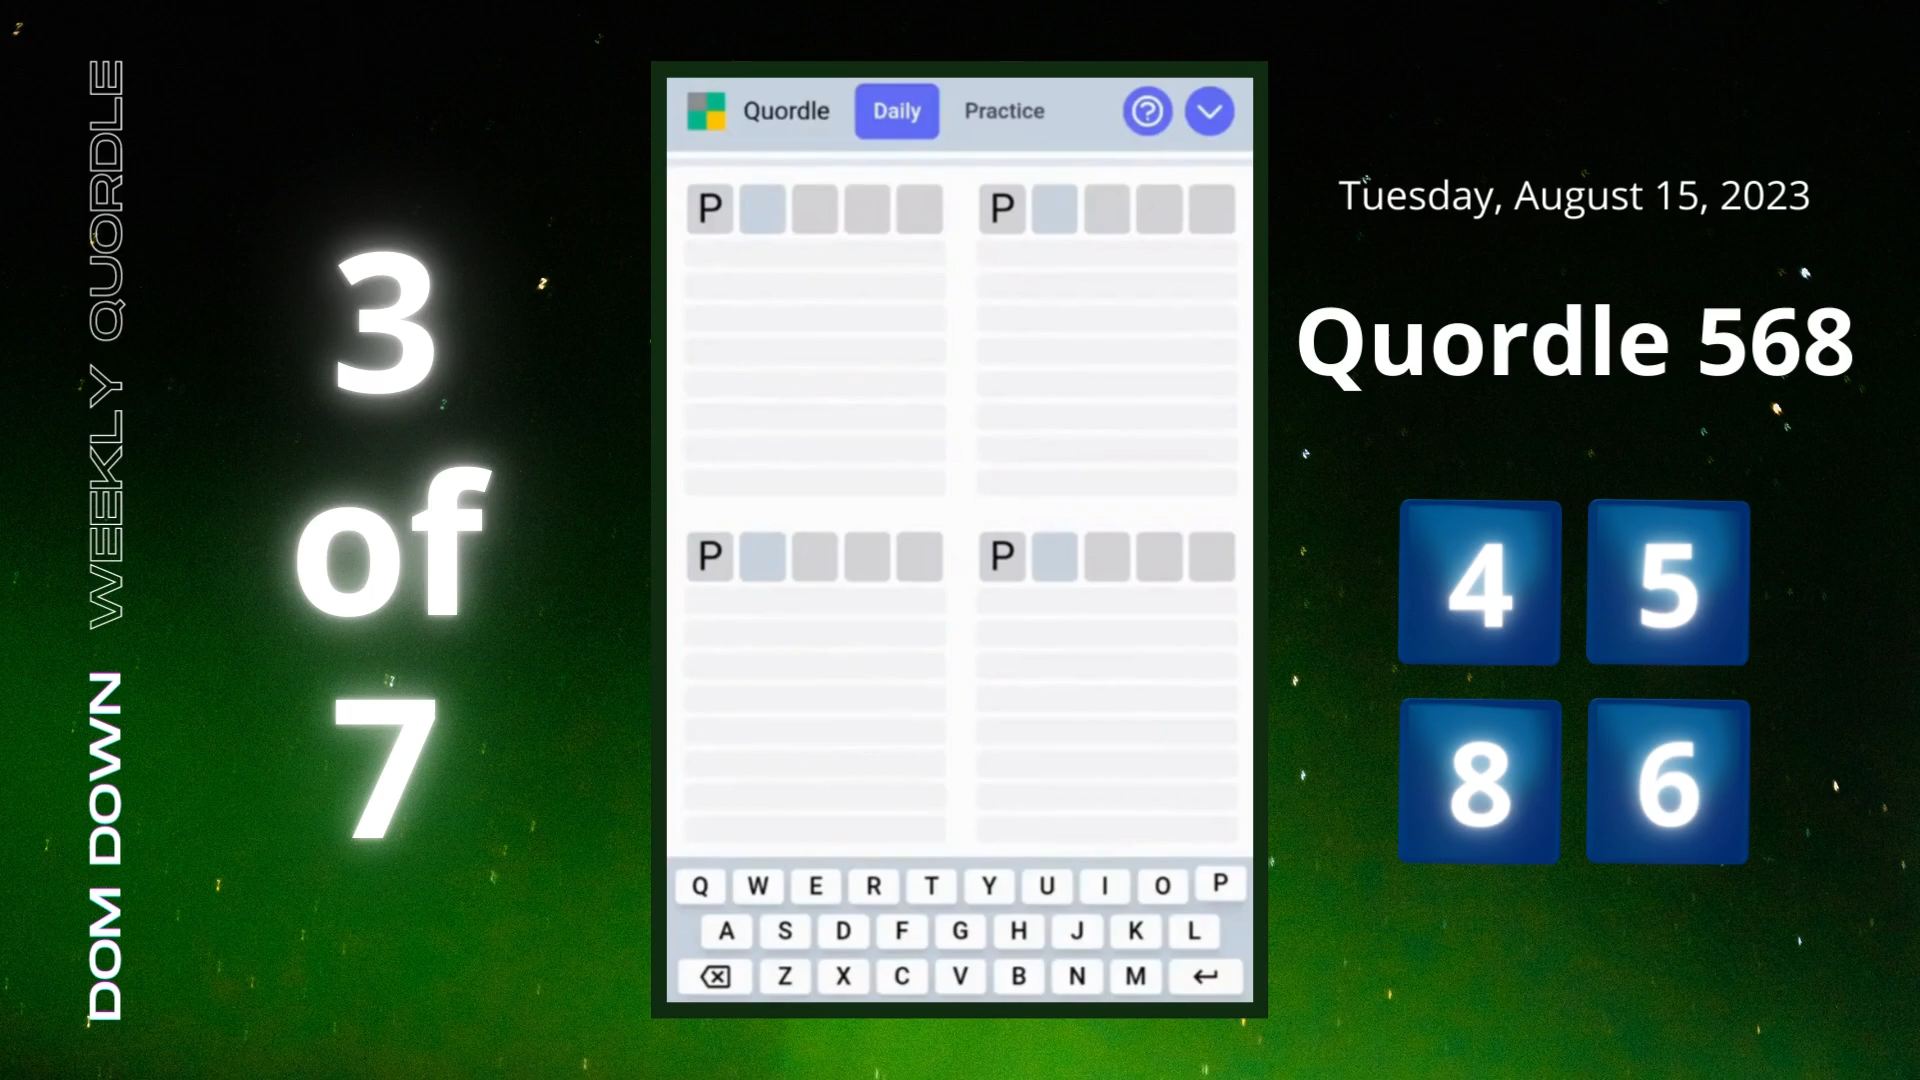 DOM DOWN WEEKLY QUORDLE
3
of
7
Quordle Daily Practice ?
P P
P P
Q W E R T Y U I O P
A S D F G H J K L
Z X C V B N M
Tuesday, August 15, 2023
Quordle 568
4 5
8 6